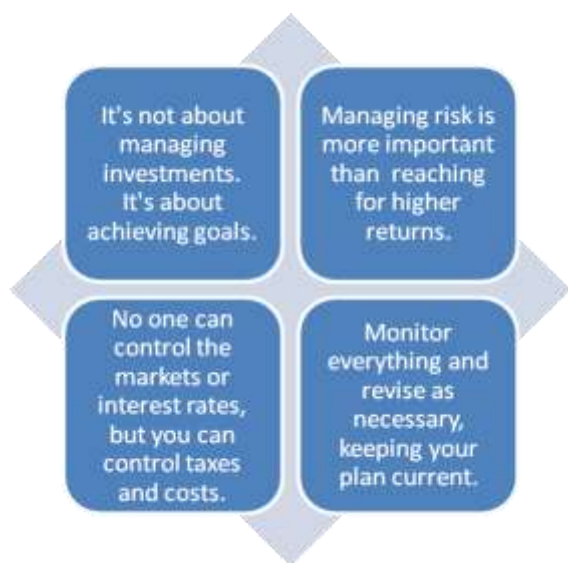 It's not about
managing
investments.
It's about
achieving goals.
Managing risk is
more important
than reaching
for higher
returns.
No one can
control the
markets or
interest rates,
but you can
control taxes
and costs.
Monitor
everything and
revise as
necessary,
keeping your
plan current.